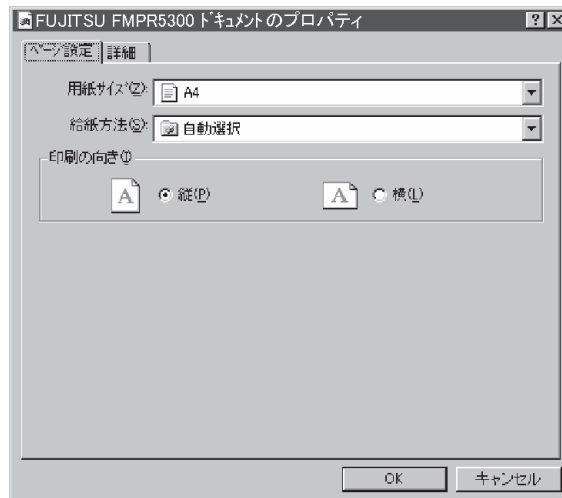 FUJITSU FMPR5300 ﾄﾞｷｭﾒﾝﾄのプロパティ
ﾍﾟｰｼﾞ設定 詳細
用紙ｻｲｽﾞ(Z): A4
給紙方法(S): 自動選択
印刷の向き(I)
A 縦(P) A 横(L)
OK キャンセル